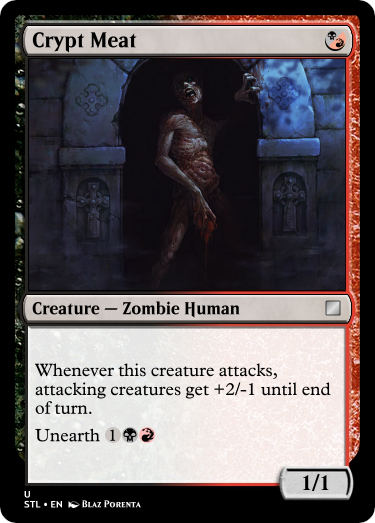 Crypt Meat
Creature — Zombie Human
Whenever this creature attacks,
attacking creatures get +2/-1 until end
of turn.
Unearth 1
1/1
U
STL • EN Blaz Porenta